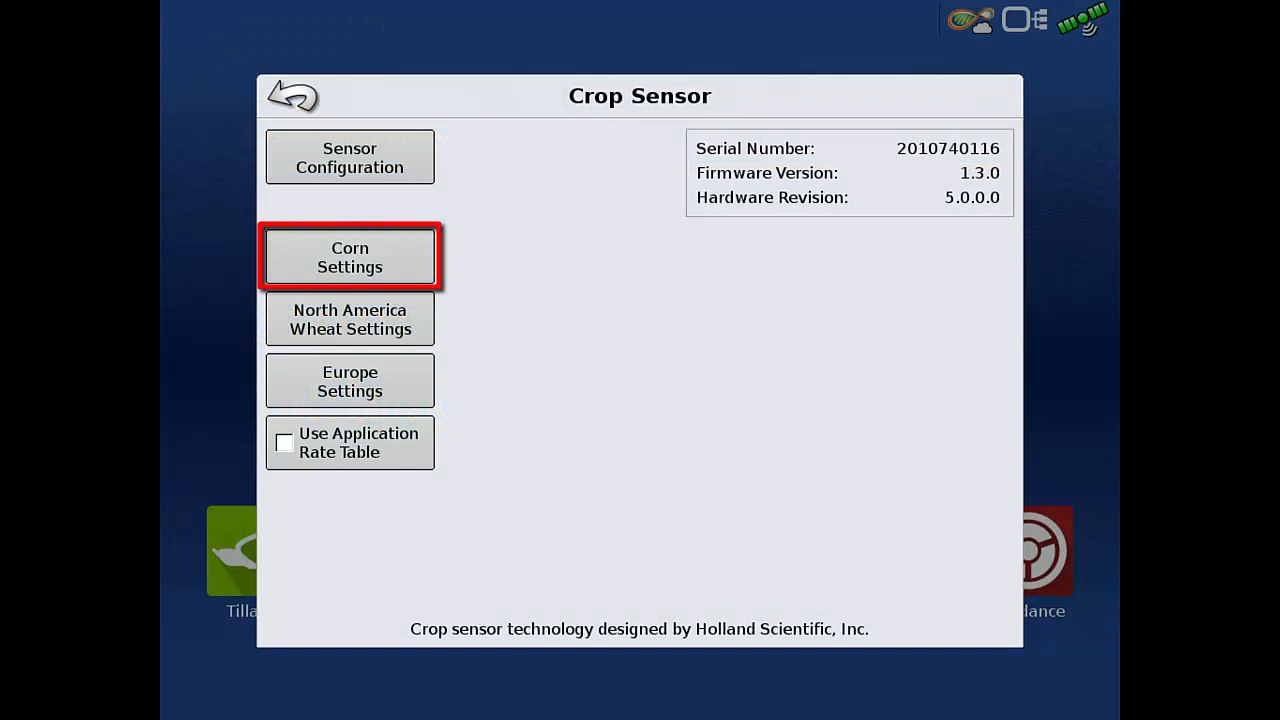 Crop Sensor
Sensor
Configuration
Serial Number: 2010740116
Firmware Version: 1.3.0
Hardware Revision: 5.0.0.0
Corn
Settings
North America
Wheat Settings
Europe
Settings
Use Application
Rate Table
Tilla
dance
Crop sensor technology designed by Holland Scientific, Inc.